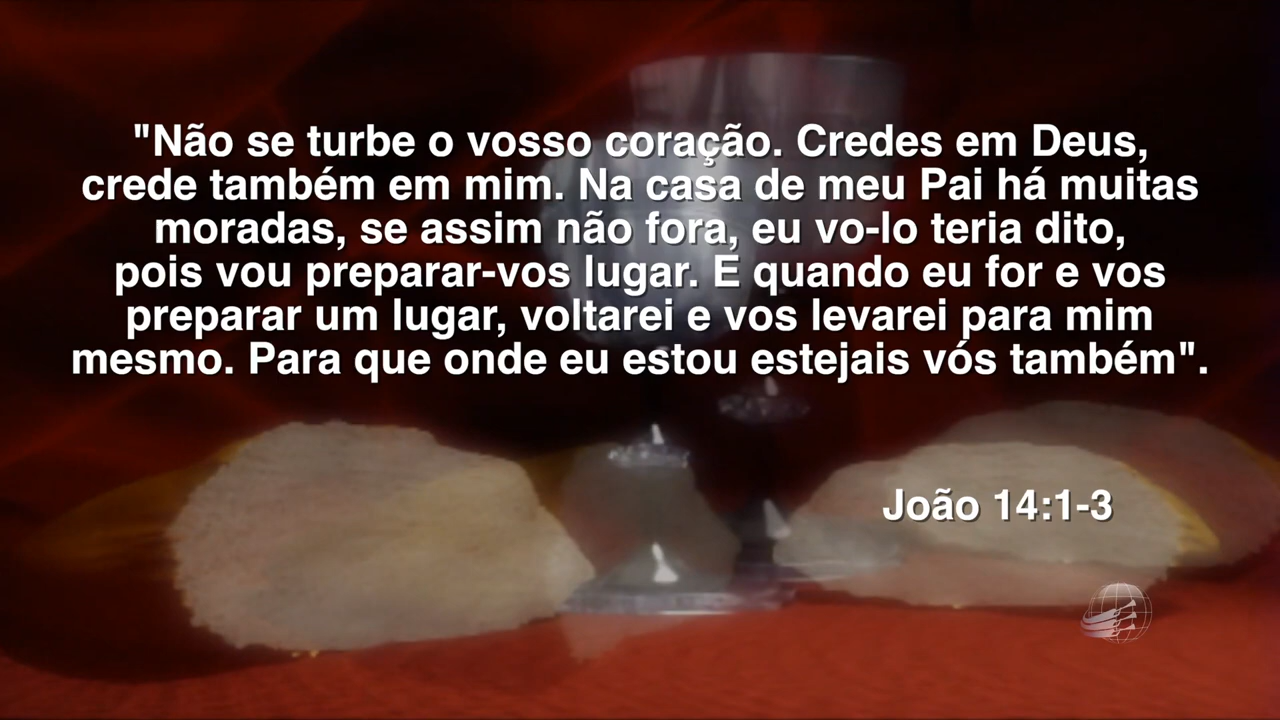 "Não se turbe o vosso coração. Credes em Deus,
crede também em mim. Na casa de meu Pai há muitas
moradas, se assim não fora, eu vo-lo teria dito,
pois vou preparar-vos lugar. E quando eu for e vos
preparar um lugar, voltarei e vos levarei para mim
mesmo. Para que onde eu estou estejais vós também".
João 14:1-3